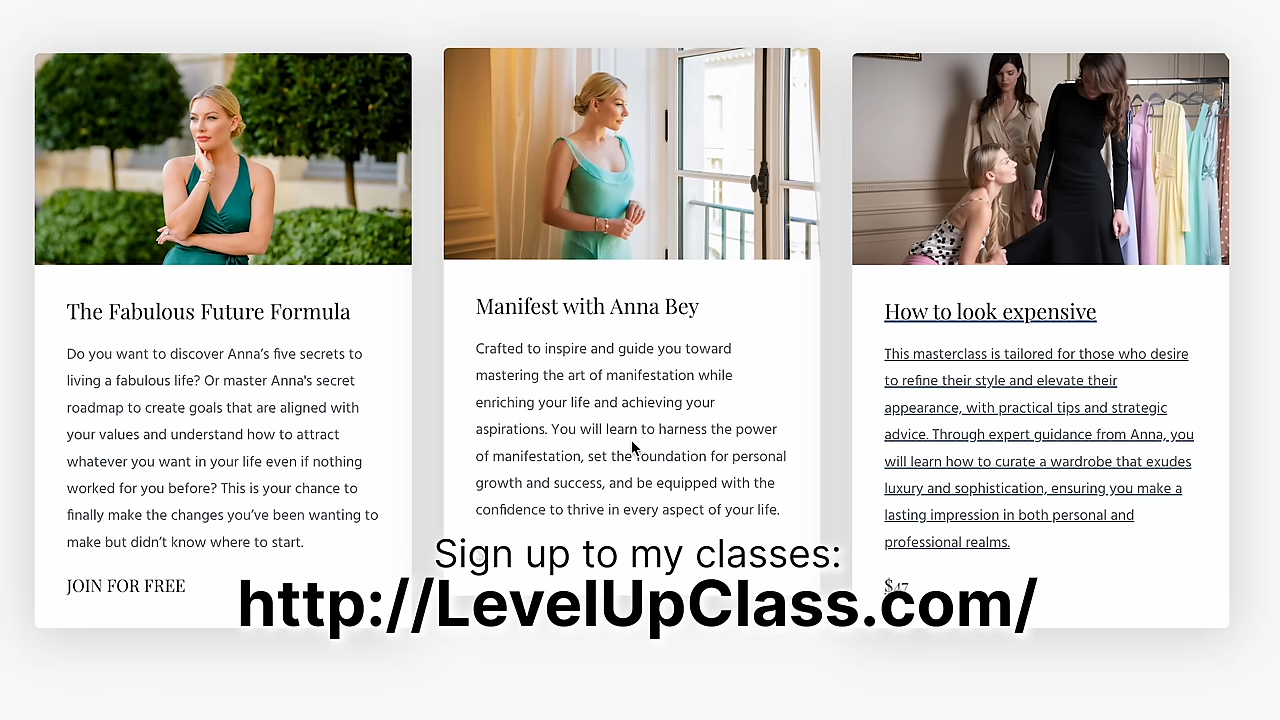 The Fabulous Future Formula
Do you want to discover Anna’s five secrets to
living a fabulous life? Or master Anna's secret
roadmap to create goals that are aligned with
your values and understand how to attract
whatever you want in your life even if nothing
worked for you before? This is your chance to
finally make the changes you’ve been wanting to
make but didn’t know where to start.
JOIN FOR FREE
Manifest with Anna Bey
Crafted to inspire and guide you toward
mastering the art of manifestation while
enriching your life and achieving your
aspirations. You will learn to harness the power
of manifestation, set the foundation for personal
growth and success, and be equipped with the
confidence to thrive in every aspect of your life.
How to look expensive
This masterclass is tailored for those who desire
to refine their style and elevate their
appearance, with practical tips and strategic
advice. Through expert guidance from Anna, you
will learn how to curate a wardrobe that exudes
luxury and sophistication, ensuring you make a
lasting impression in both personal and
professional realms.
$47
Sign up to my classes:
http://LevelUpClass.com/